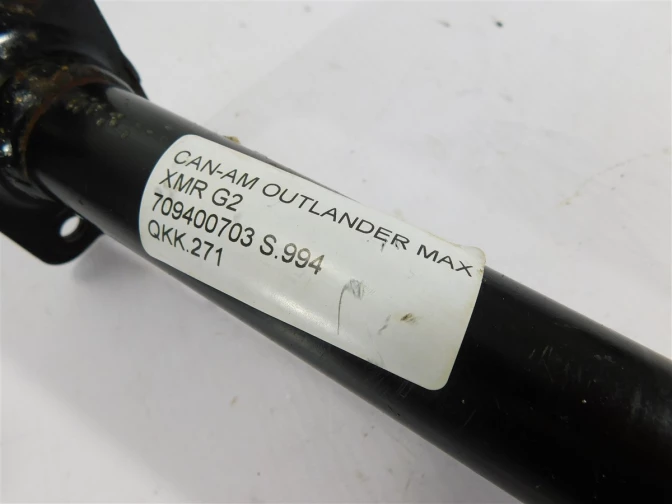 CAN-AM OUTLANDER MAX
XMR G2
709400703 S.994
QKK.271